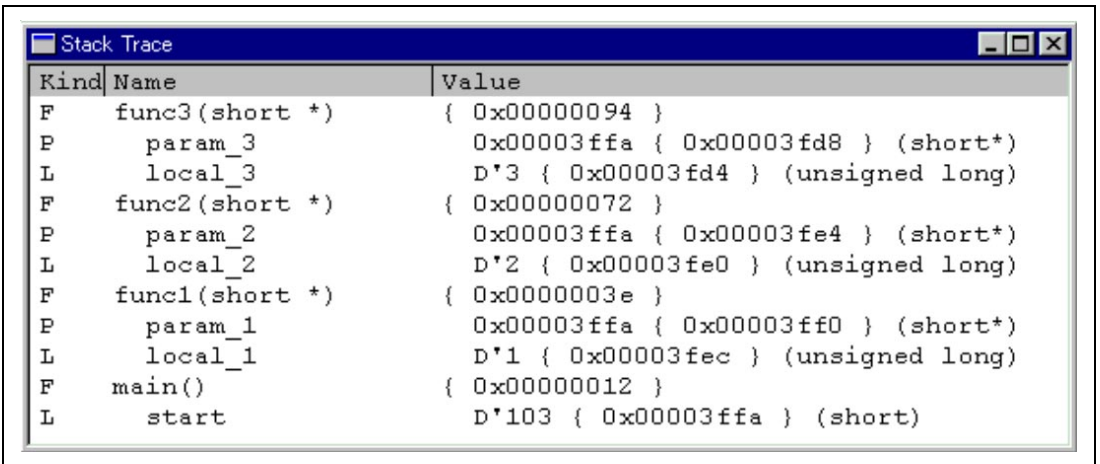 Stack Trace
Kind Name Value
F func3(short *) { 0x00000094 }
P param_3 0x00003ffa { 0x00003fd8 } (short*)
L local_3 D'3 { 0x00003fd4 } (unsigned long)
F func2(short *) { 0x00000072 }
P param_2 0x00003ffa { 0x00003fe4 } (short*)
L local_2 D'2 { 0x00003fe0 } (unsigned long)
F func1(short *) { 0x0000003e }
P param_1 0x00003ffa { 0x00003ff0 } (short*)
L local_1 D'1 { 0x00003fec } (unsigned long)
F main() { 0x00000012 }
L start D'103 { 0x00003ffa } (short)